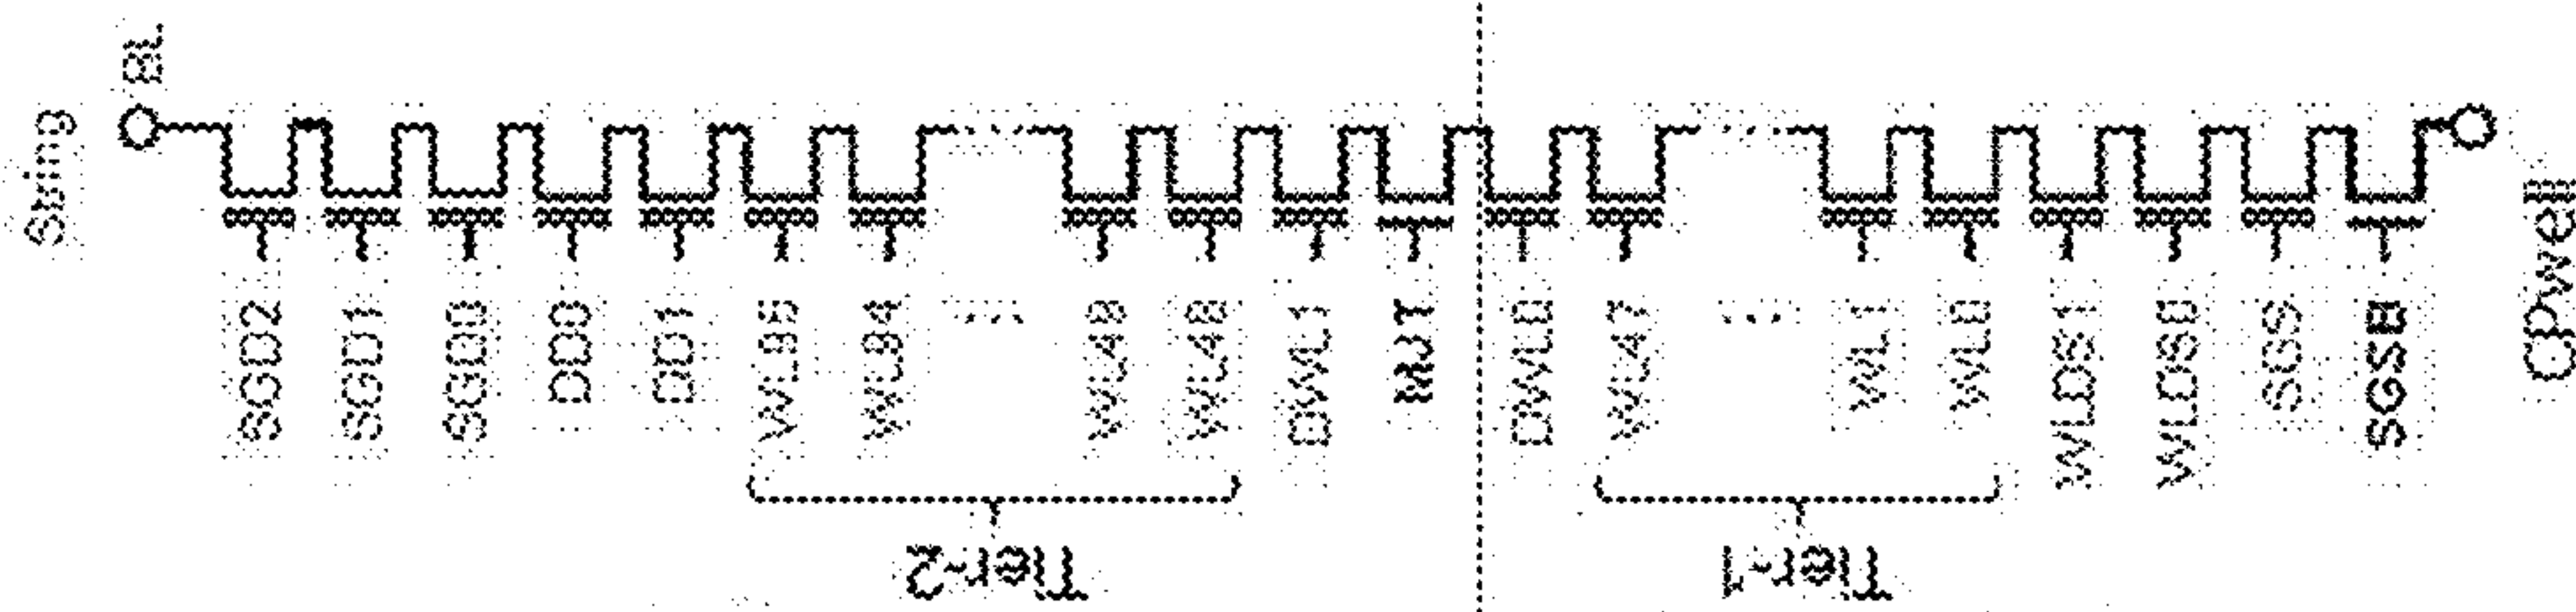 String
BL
SGD2
SGD1
SGD0
DD0
DD1
WL95
WL94
.....
WL49
WL48
DWL1
WJT
DWL0
WL47
.....
WL1
WL0
WLDS1
WLDS0
SGS
SGSB
CPwell
Tier-2
Tier-1